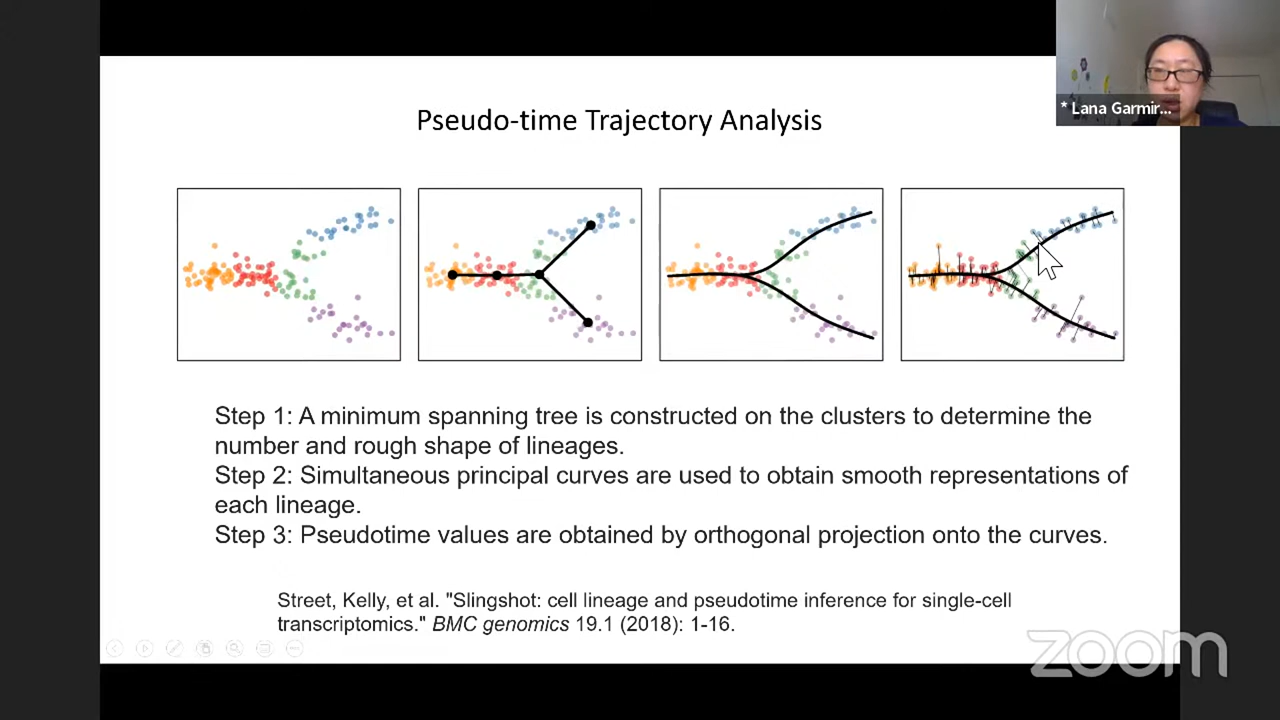 * Lana Garmir...
Pseudo-time Trajectory Analysis
Step 1: A minimum spanning tree is constructed on the clusters to determine the
number and rough shape of lineages.
Step 2: Simultaneous principal curves are used to obtain smooth representations of
each lineage.
Step 3: Pseudotime values are obtained by orthogonal projection onto the curves.
Street, Kelly, et al. "Slingshot: cell lineage and pseudotime inference for single-cell
transcriptomics." BMC genomics 19.1 (2018): 1-16.
zoom